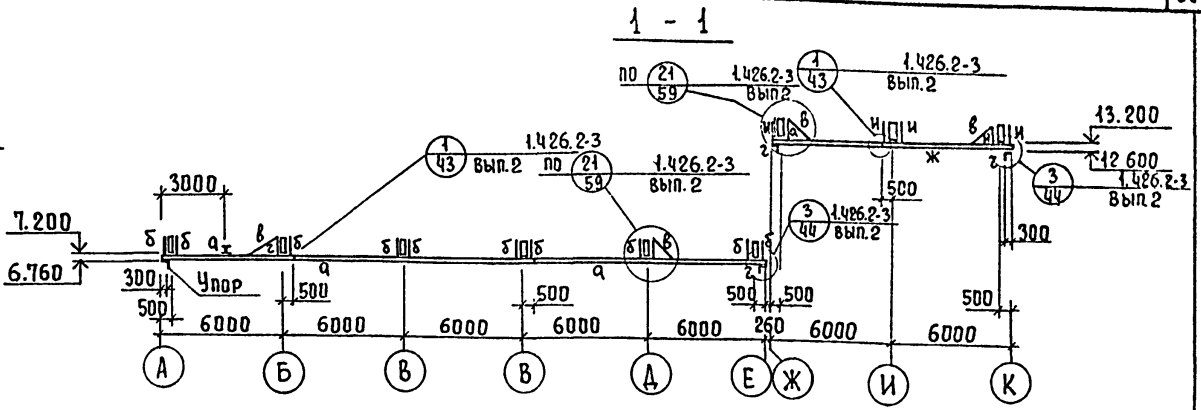 1 - 1
по 21/59 1.426.2-3 вып.2
1/43 1.426.2-3 вып.2
и и а в
и и
в и и
13.200
г
ж
г
12 600
3/44 1.426.2-3 вып.2
500
300
1/43 1.426.2-3 вып.2
по 21/59 1.426.2-3 вып.2
3000
3/44 1.426.2-3 вып.2
7.200
б б
а
в г б
б б
б б
б в
б б
6.760
Упор
а
а
г
300
500
500
500
500 500
500
6000 6000 6000 6000 6000 260 6000 6000
А Б В В Д Е Ж И К